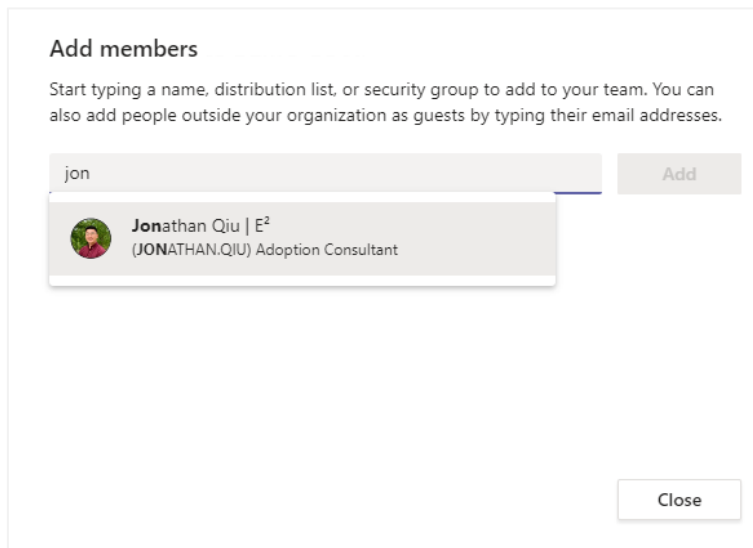 Add members
Start typing a name, distribution list, or security group to add to your team. You can
also add people outside your organization as guests by typing their email addresses.
jon
Add
Jonathan Qiu | E²
(JONATHAN.QIU) Adoption Consultant
Close